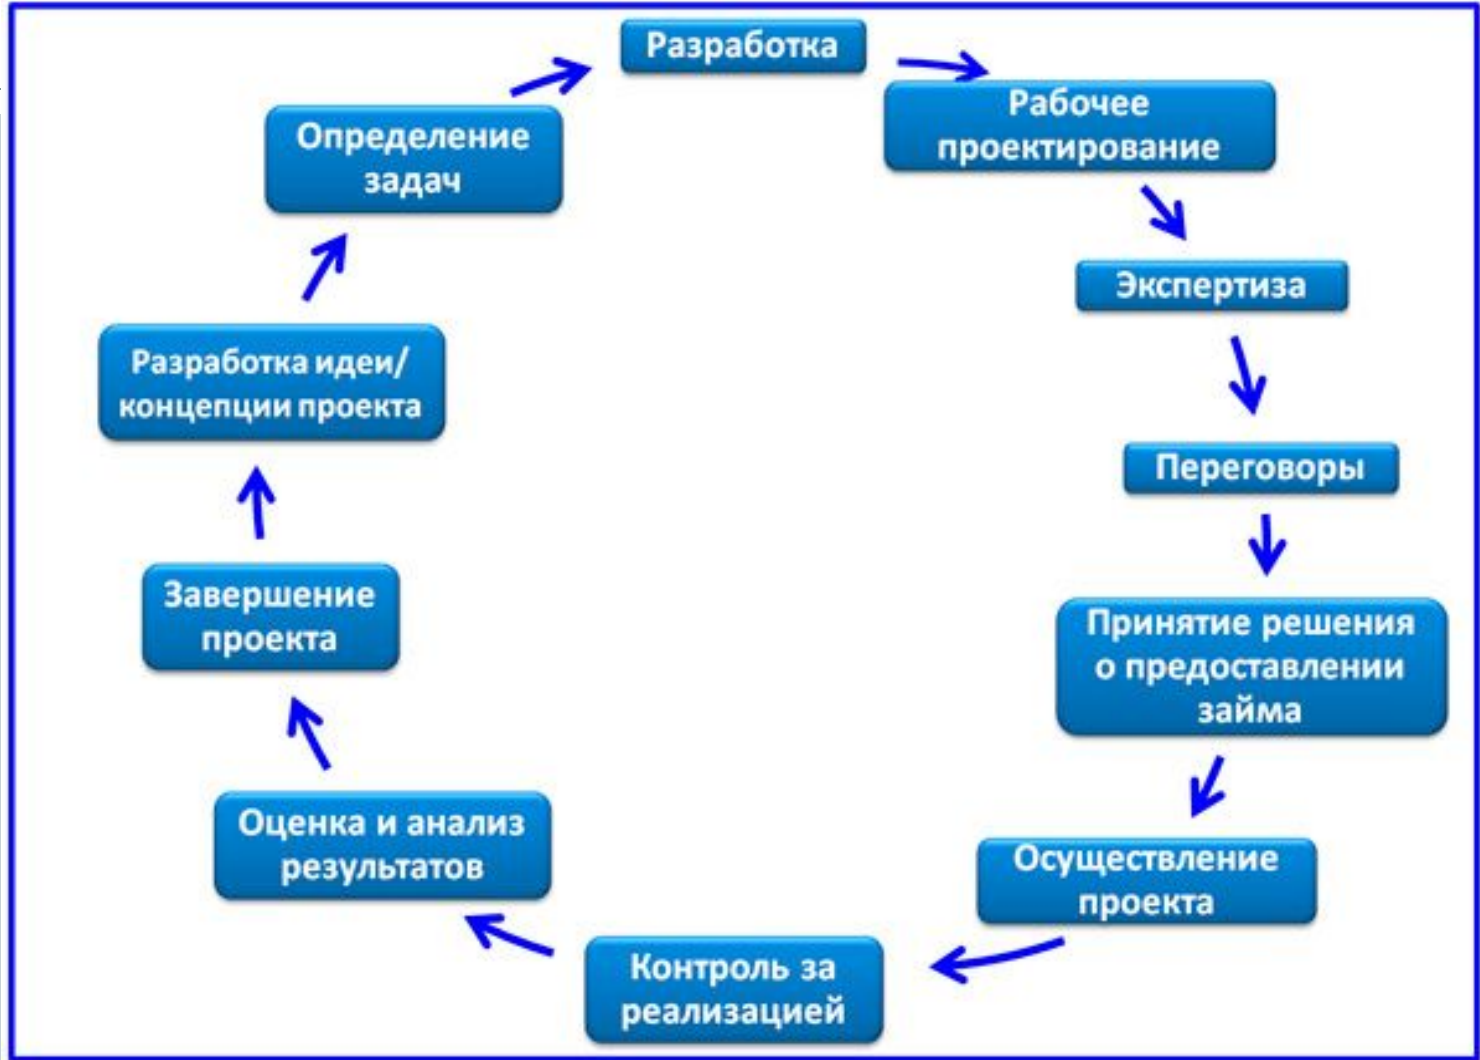 Разработка
Рабочее
проектирование
Экспертиза
Переговоры
Принятие решения
о предоставлении
займа
Осуществление
проекта
Контроль за
реализацией
Оценка и анализ
результатов
Завершение
проекта
Разработка идеи/
концепции проекта
Определение
задач